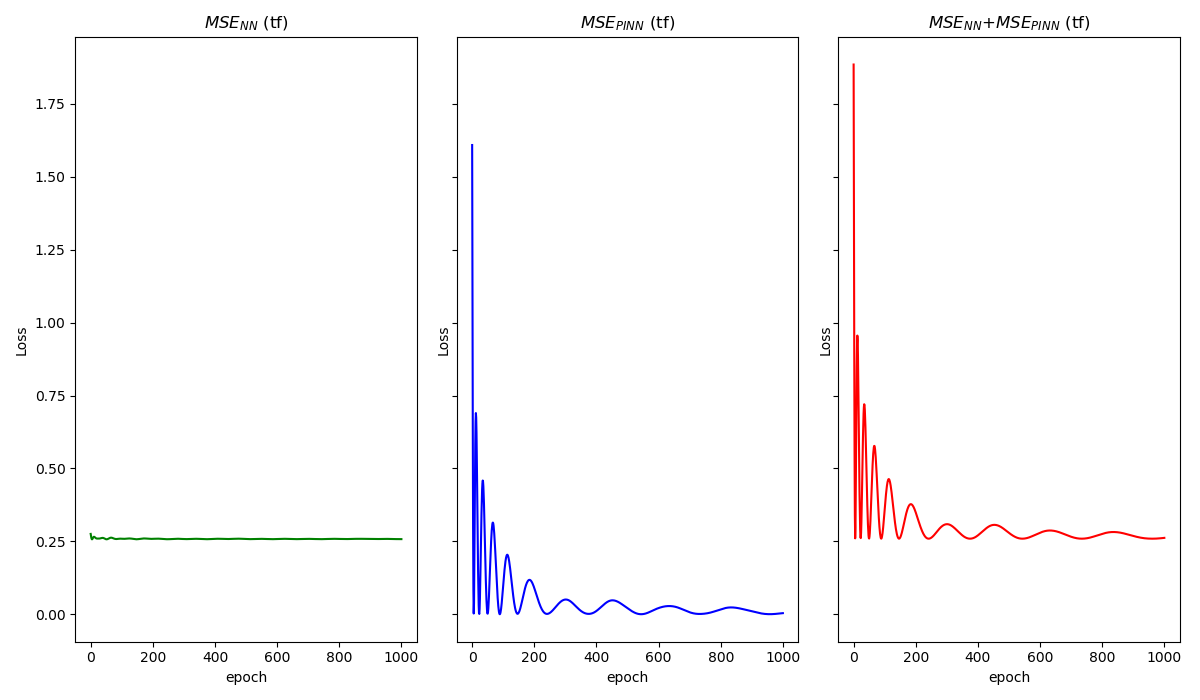 MSE_NN (tf)
MSE_PINN (tf)
MSE_NN+MSE_PINN (tf)
1.75
1.50
1.25
1.00
0.75
0.50
0.25
0.00
Loss
Loss
Loss
0 200 400 600 800 1000
0 200 400 600 800 1000
0 200 400 600 800 1000
epoch
epoch
epoch